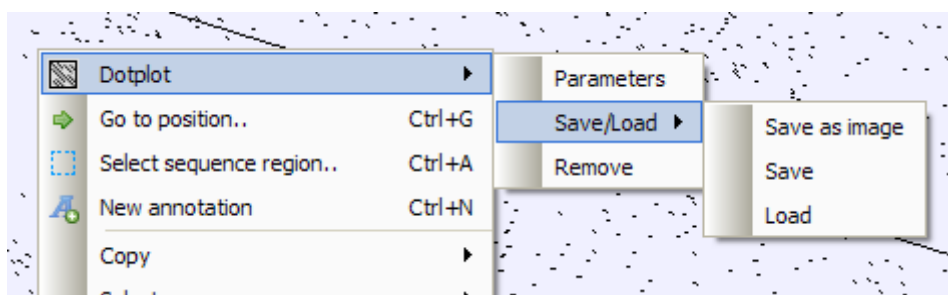 Dotplot
Parameters
Go to position.. Ctrl+G
Save/Load
Save as image
Select sequence region.. Ctrl+A
Remove
Save
New annotation Ctrl+N
Load
Copy